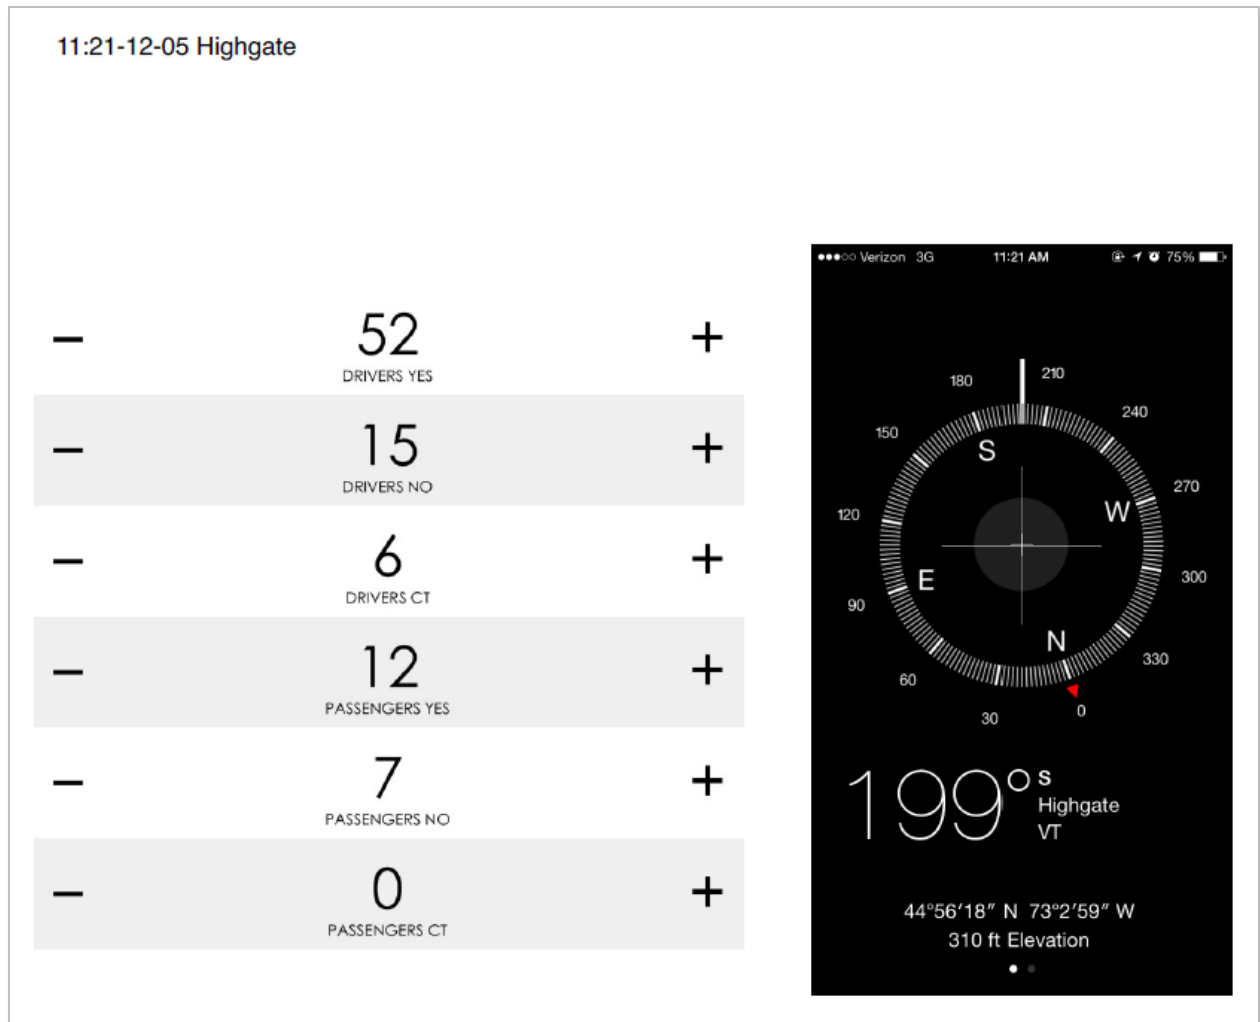 11:21-12-05 Highgate
− 52 +
DRIVERS YES
− 15 +
DRIVERS NO
− 6 +
DRIVERS CT
− 12 +
PASSENGERS YES
− 7 +
PASSENGERS NO
− 0 +
PASSENGERS CT
Verizon 3G 11:21 AM 75%
180 210
150 240
S
120 270
W
E
90 300
N
60 330
30 0
199° S
Highgate
VT
44°56'18" N 73°2'59" W
310 ft Elevation